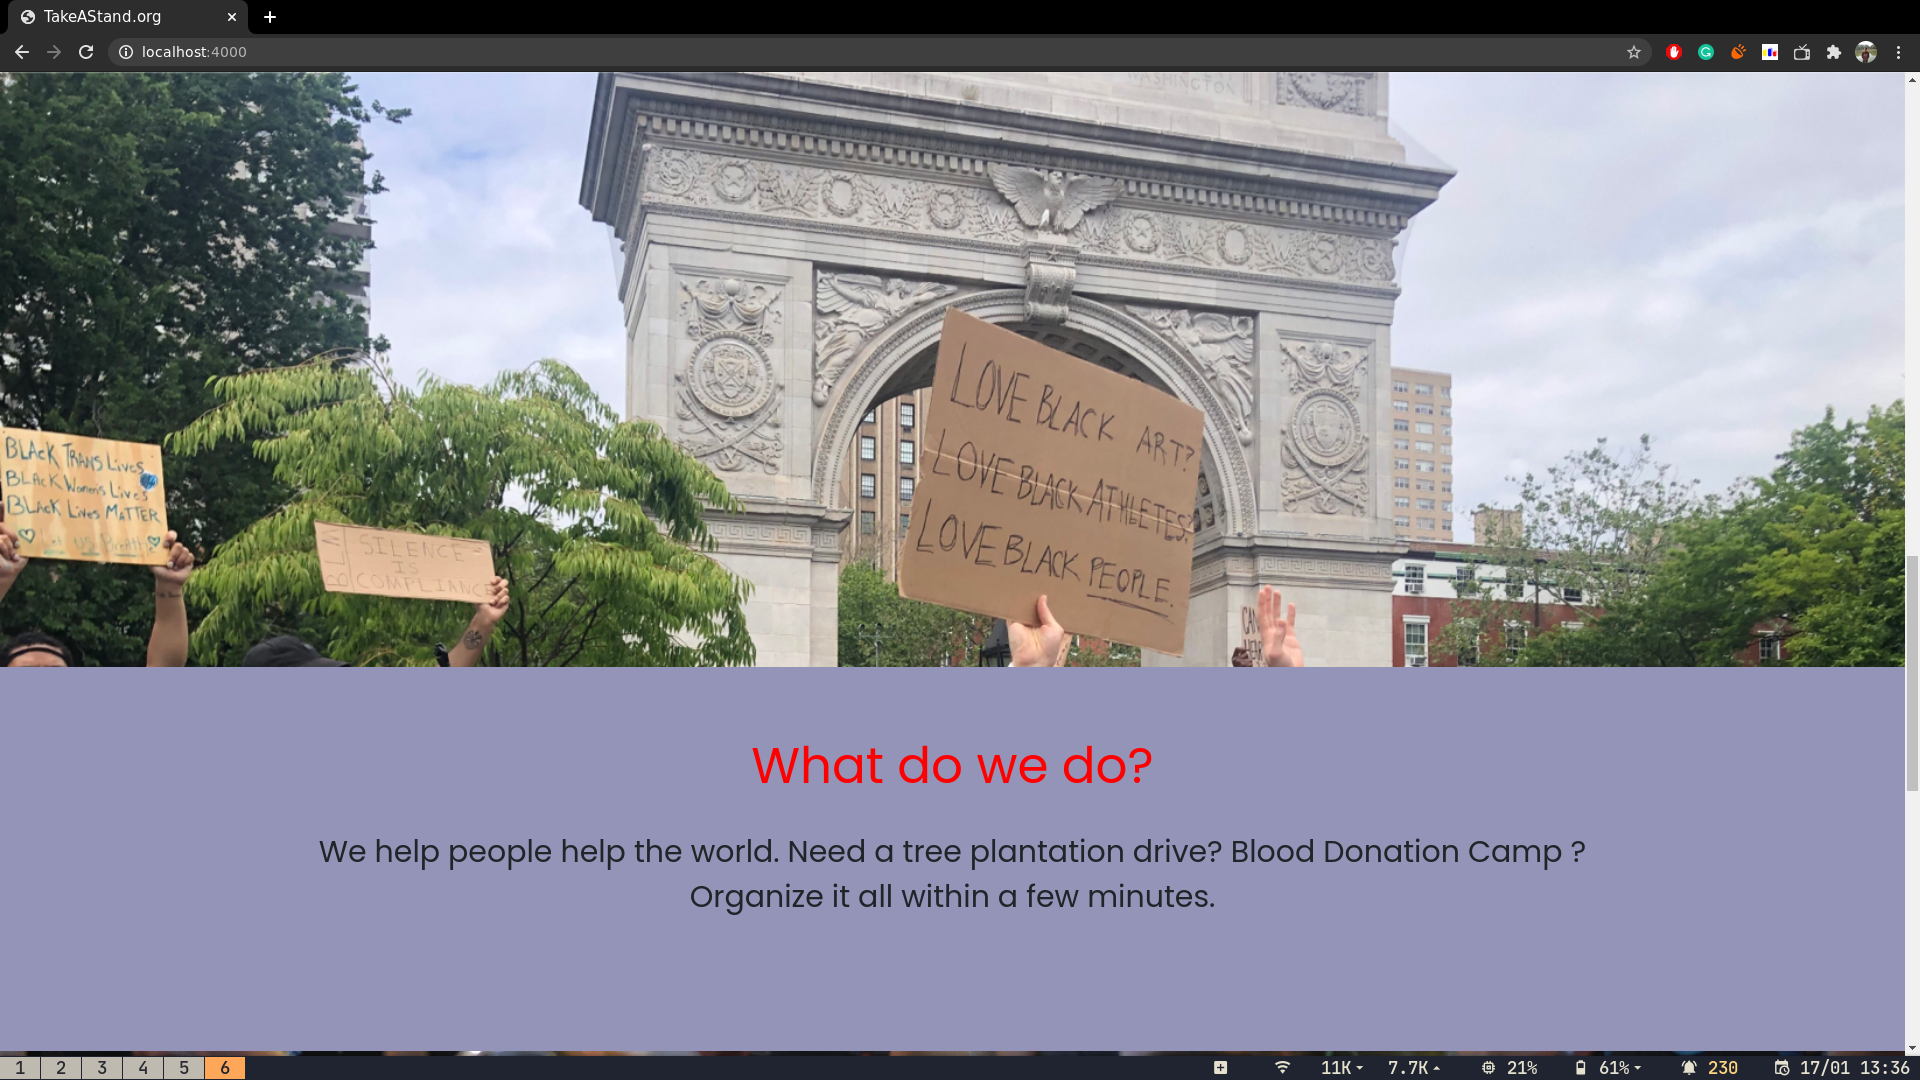 TakeAStand.org
localhost:4000
WASHINGTON
BLACK TRANS LIVES
BLACK WOMEN'S LIVES
BLACK LIVES MATTER
SILENCE
IS
COMPLIANCE
LOVE BLACK ART?
LOVE BLACK ATHLETES?
LOVE BLACK PEOPLE.
What do we do?
We help people help the world. Need a tree plantation drive? Blood Donation Camp ?
Organize it all within a few minutes.
1 2 3 4 5 6 11K 7.7K 21% 61% 230 17/01 13:36